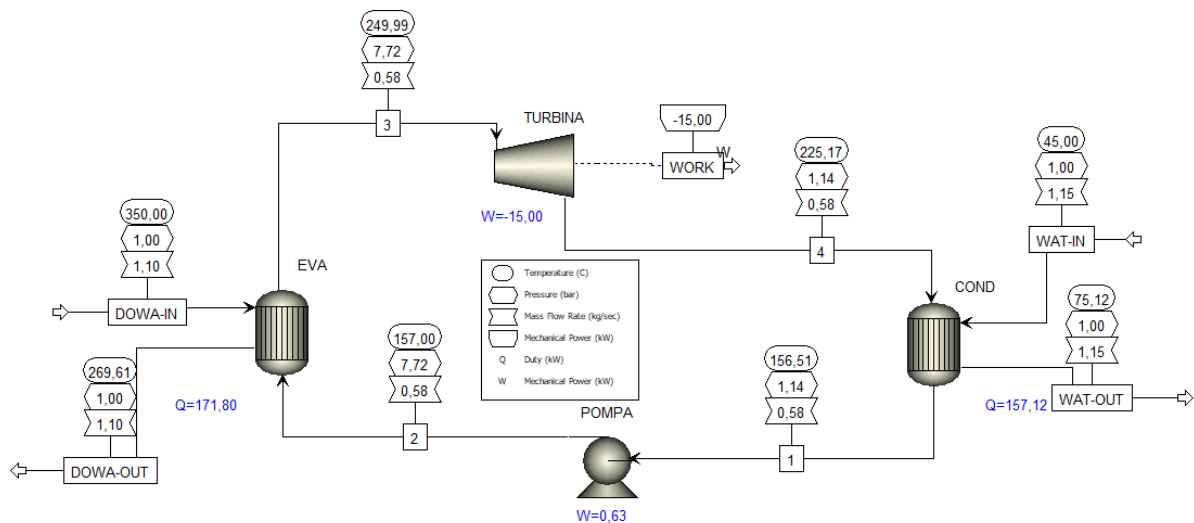 249,99
7,72
0,58
3
TURBINA
W=-15,00
-15,00
W
WORK
225,17
1,14
0,58
4
45,00
1,00
1,15
WAT-IN
350,00
1,00
1,10
DOWA-IN
EVA
Q=171,80
269,61
1,00
1,10
DOWA-OUT
157,00
7,72
0,58
2
Temperature (C)
Pressure (bar)
Mass Flow Rate (kg/sec)
Mechanical Power (kW)
Q Duty (kW)
W Mechanical Power (kW)
POMPA
W=0,63
156,51
1,14
0,58
1
COND
Q=157,12
75,12
1,00
1,15
WAT-OUT